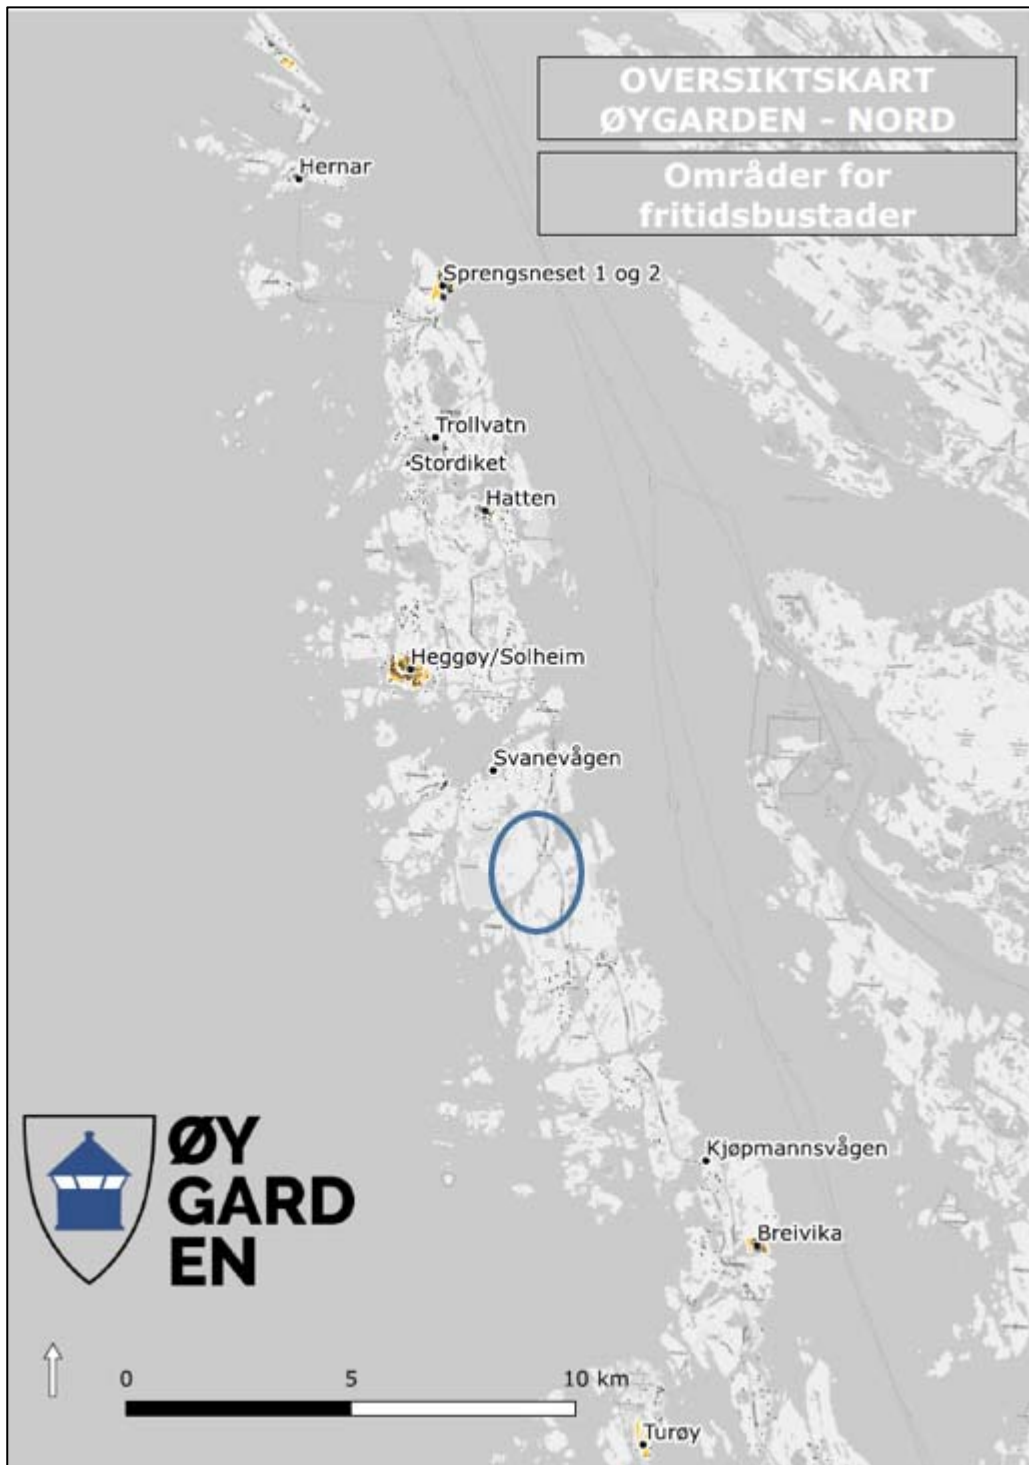 OVERSIKTSKART
ØYGARDEN - NORD
Områder for
fritidsbustader
Hernar
Sprengsneset 1 og 2
Trollvatn
Stordiket
Hatten
Heggøy/Solheim
Svanevågen
Kjøpmannsvågen
Breivika
Turøy
ØY
GARD
EN
0 5 10 km